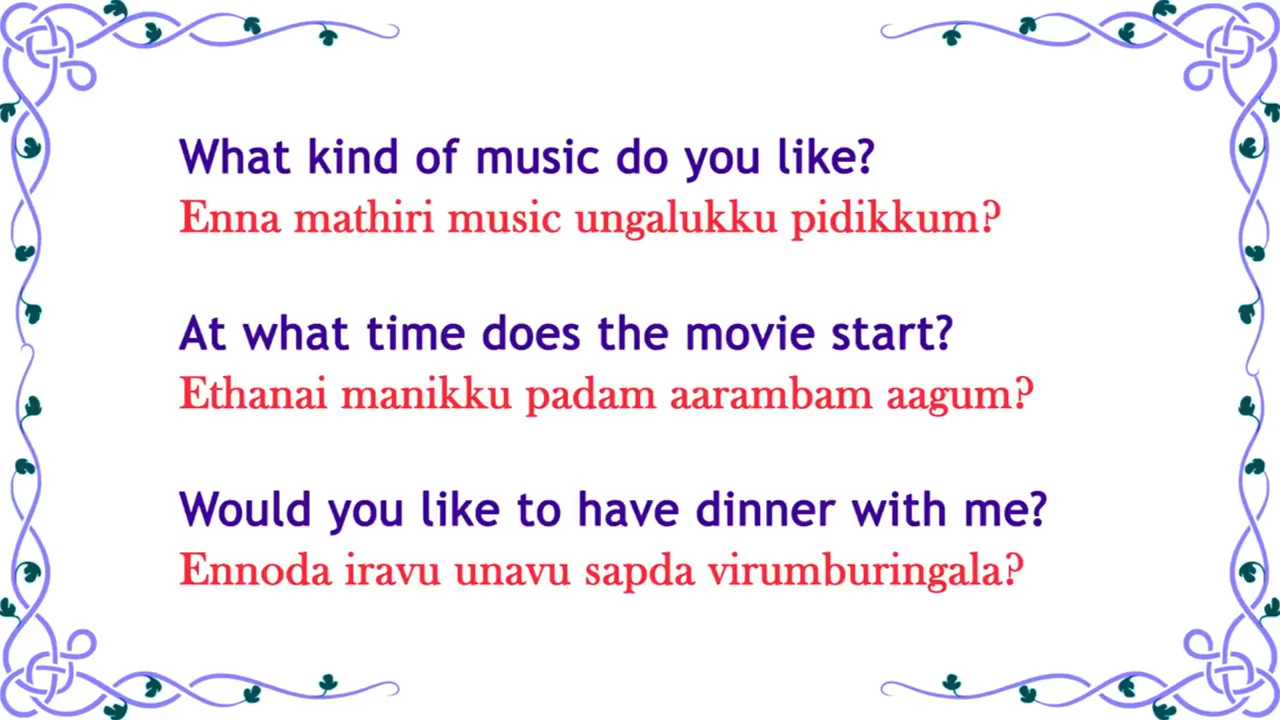 What kind of music do you like?
Enna mathiri music ungalukku pidikkum?
At what time does the movie start?
Ethanai manikku padam aarambam aagum?
Would you like to have dinner with me?
Ennoda iravu unavu sapda virumburingala?